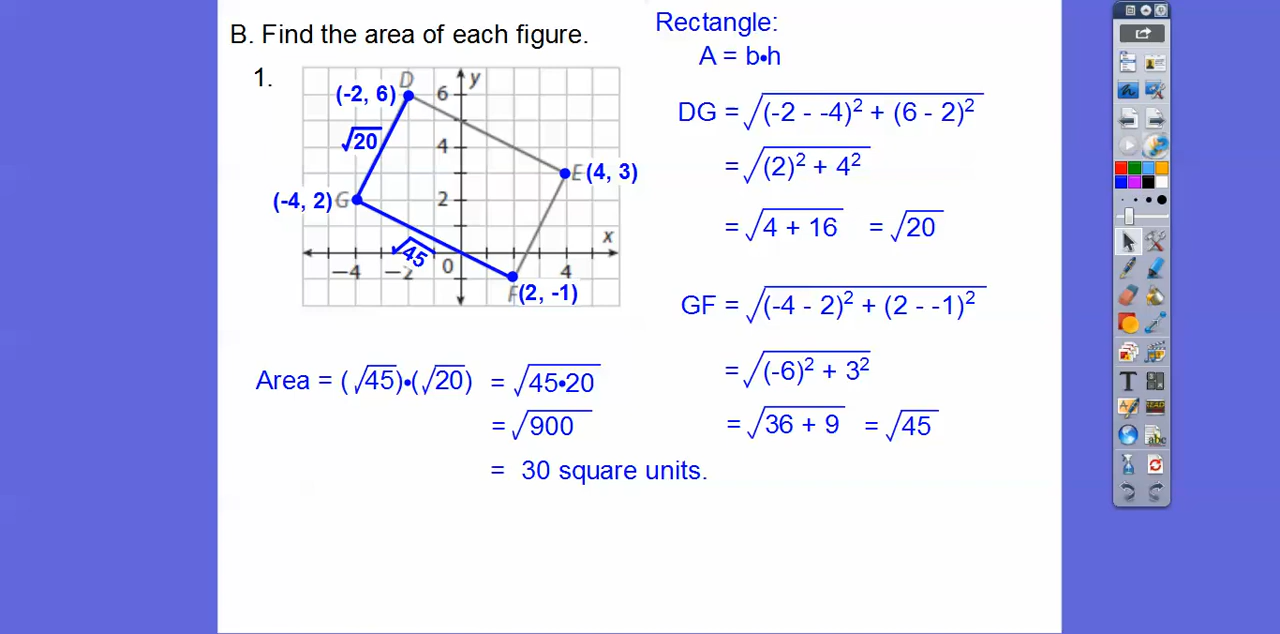 B. Find the area of each figure.
Rectangle:
A = b•h
1.
D
y
(-2, 6)
6
√20
4
E (4, 3)
(-4, 2) G
2
x
√45
−4
−2
0
4
F (2, -1)
DG = √(-2 - -4)² + (6 - 2)²
= √(2)² + 4²
= √4 + 16 = √20
GF = √(-4 - 2)² + (2 - -1)²
= √(-6)² + 3²
= √36 + 9 = √45
Area = (√45)•(√20) = √45•20
= √900
= 30 square units.